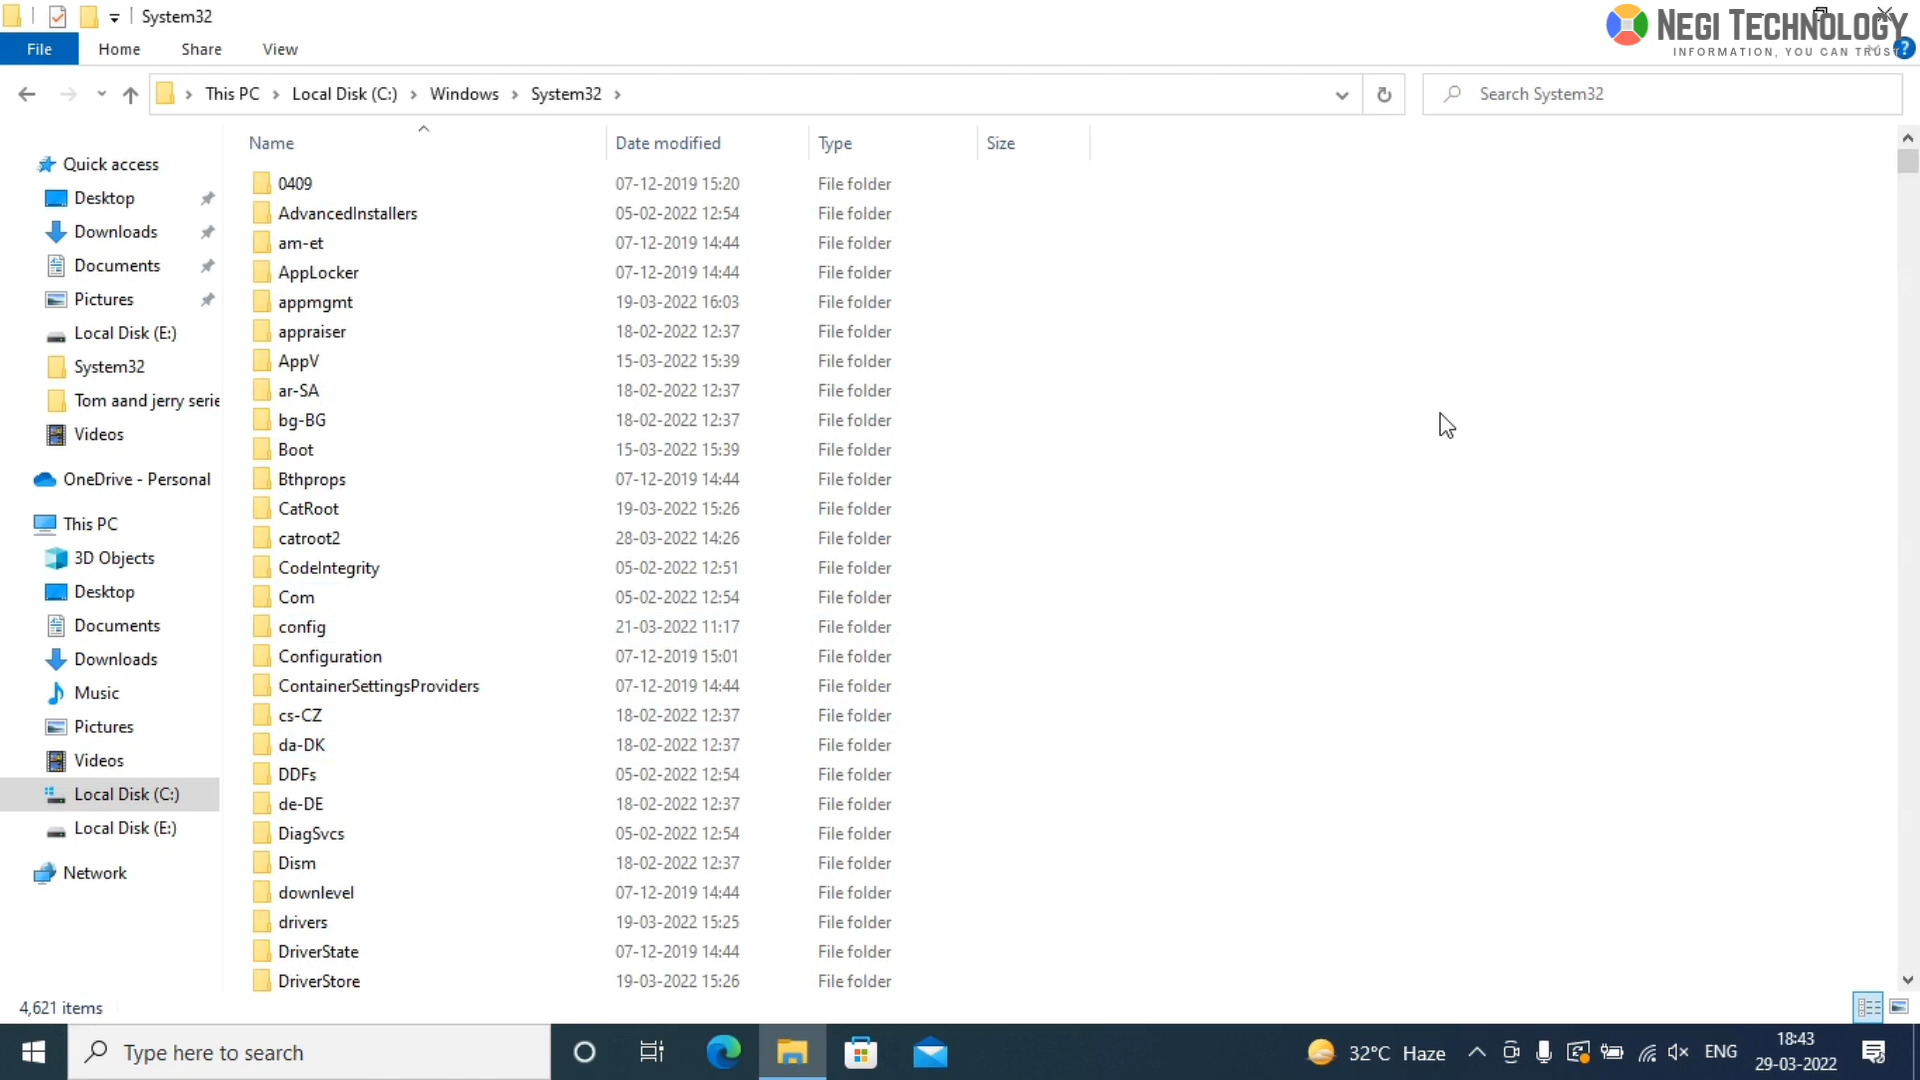 System32
NEGI TECHNOLOGY
INFORMATION, YOU CAN TRUST
File Home Share View
?
This PC Local Disk (C:) Windows System32
Search System32
Name Date modified Type Size
Quick access
Desktop
Downloads
Documents
Pictures
Local Disk (E:)
System32
Tom aand jerry serie
Videos
OneDrive - Personal
This PC
3D Objects
Desktop
Documents
Downloads
Music
Pictures
Videos
Local Disk (C:)
Local Disk (E:)
Network
0409 07-12-2019 15:20 File folder
AdvancedInstallers 05-02-2022 12:54 File folder
am-et 07-12-2019 14:44 File folder
AppLocker 07-12-2019 14:44 File folder
appmgmt 19-03-2022 16:03 File folder
appraiser 18-02-2022 12:37 File folder
AppV 15-03-2022 15:39 File folder
ar-SA 18-02-2022 12:37 File folder
bg-BG 18-02-2022 12:37 File folder
Boot 15-03-2022 15:39 File folder
Bthprops 07-12-2019 14:44 File folder
CatRoot 19-03-2022 15:26 File folder
catroot2 28-03-2022 14:26 File folder
CodeIntegrity 05-02-2022 12:51 File folder
Com 05-02-2022 12:54 File folder
config 21-03-2022 11:17 File folder
Configuration 07-12-2019 15:01 File folder
ContainerSettingsProviders 07-12-2019 14:44 File folder
cs-CZ 18-02-2022 12:37 File folder
da-DK 18-02-2022 12:37 File folder
DDFs 05-02-2022 12:54 File folder
de-DE 18-02-2022 12:37 File folder
DiagSvcs 05-02-2022 12:54 File folder
Dism 18-02-2022 12:37 File folder
downlevel 07-12-2019 14:44 File folder
drivers 19-03-2022 15:25 File folder
DriverState 07-12-2019 14:44 File folder
DriverStore 19-03-2022 15:26 File folder
4,621 items
Type here to search
32°C Haze
ENG
18:43
29-03-2022